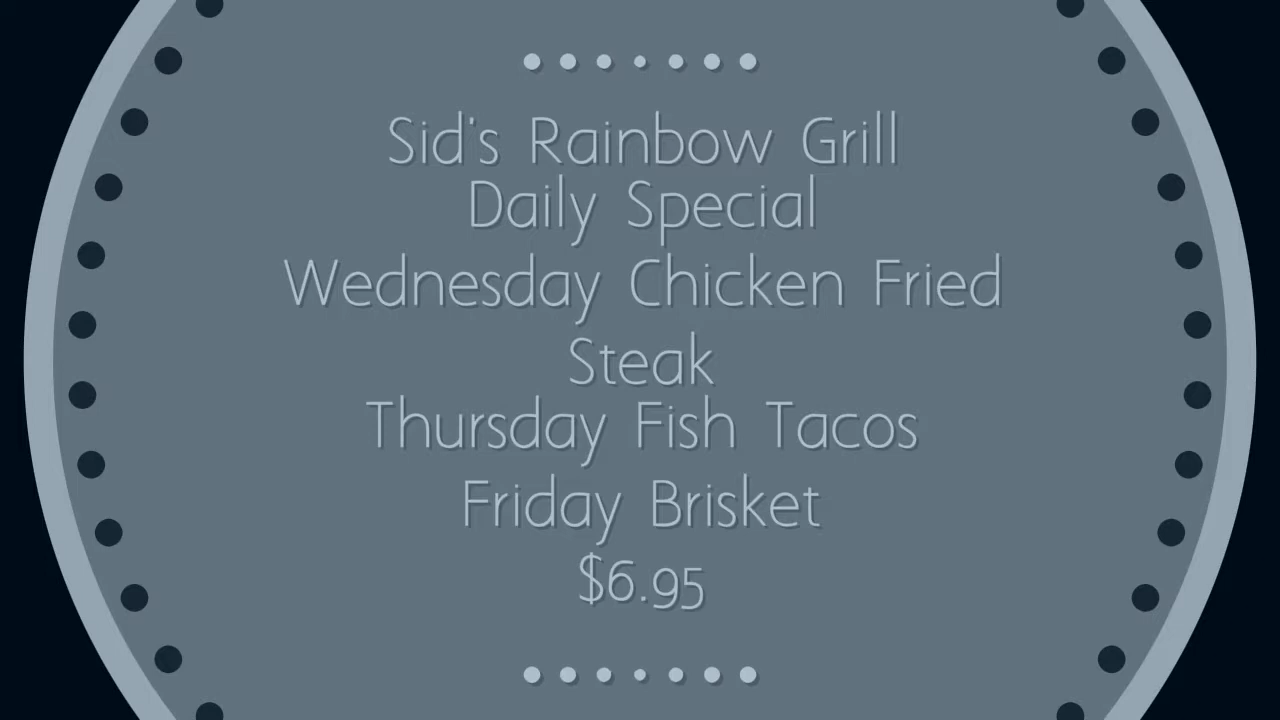 Sid's Rainbow Grill
Daily Special
Wednesday Chicken Fried
Steak
Thursday Fish Tacos
Friday Brisket
$6.95